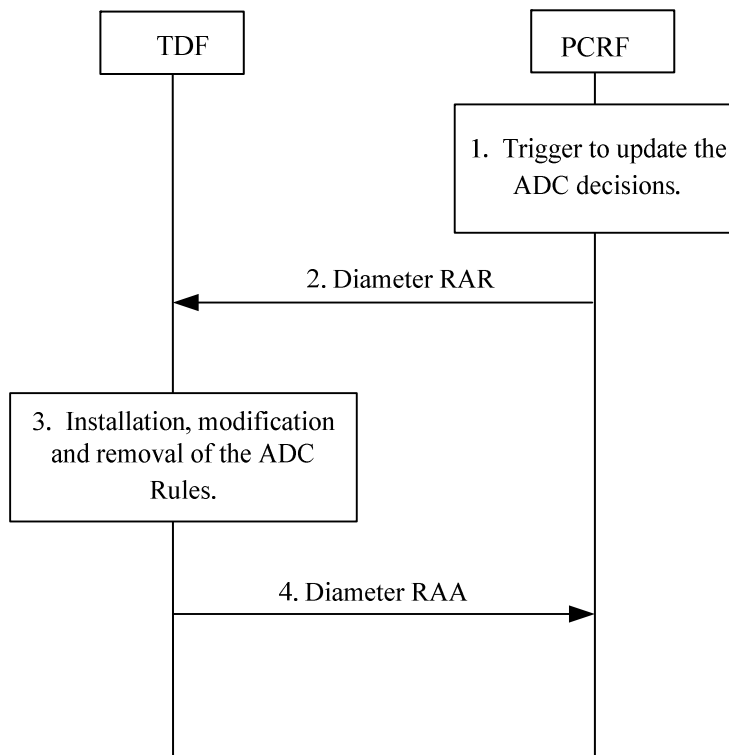 TDF
PCRF
1. Trigger to update the
ADC decisions.
2. Diameter RAR
3. Installation, modification
and removal of the ADC
Rules.
4. Diameter RAA